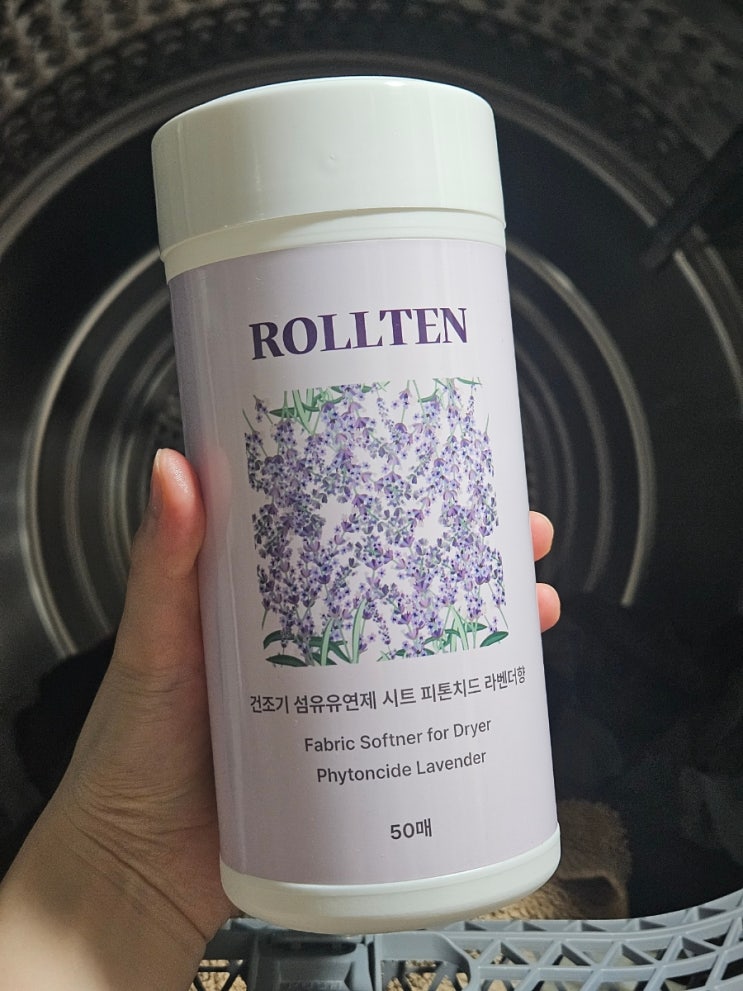 ROLLTEN
건조기 섬유유연제 시트 피톤치드 라벤더향
Fabric Softner for Dryer
Phytoncide Lavender
50매